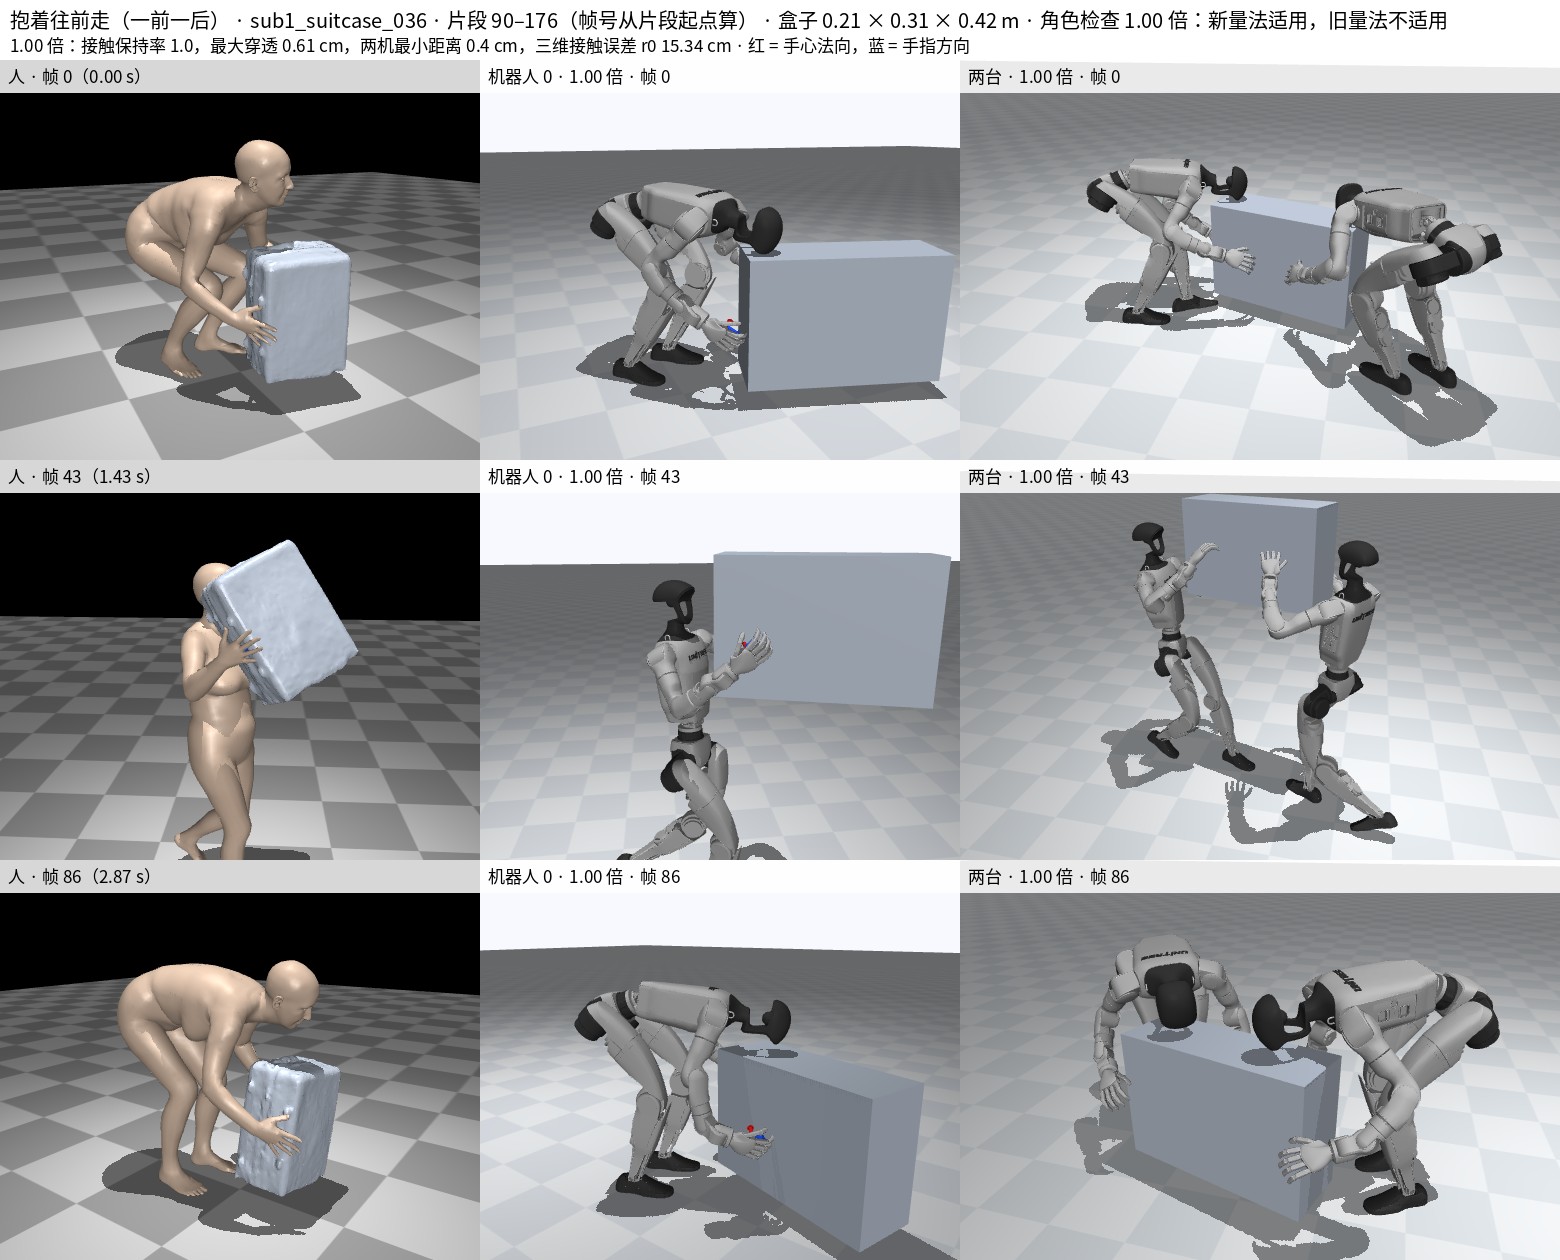 抱着往前走（一前一后） · sub1_suitcase_036 · 片段 90–176（帧号从片段起点算） · 盒子 0.21 × 0.31 × 0.42 m · 角色检查 1.00 倍：新量法适用，旧量法不适用
1.00 倍：接触保持率 1.0，最大穿透 0.61 cm，两机最小距离 0.4 cm，三维接触误差 r0 15.34 cm · 红 = 手心法向，蓝 = 手指方向
人 · 帧 0（0.00 s）
机器人 0 · 1.00 倍 · 帧 0
两台 · 1.00 倍 · 帧 0
人 · 帧 43（1.43 s）
机器人 0 · 1.00 倍 · 帧 43
两台 · 1.00 倍 · 帧 43
人 · 帧 86（2.87 s）
机器人 0 · 1.00 倍 · 帧 86
两台 · 1.00 倍 · 帧 86